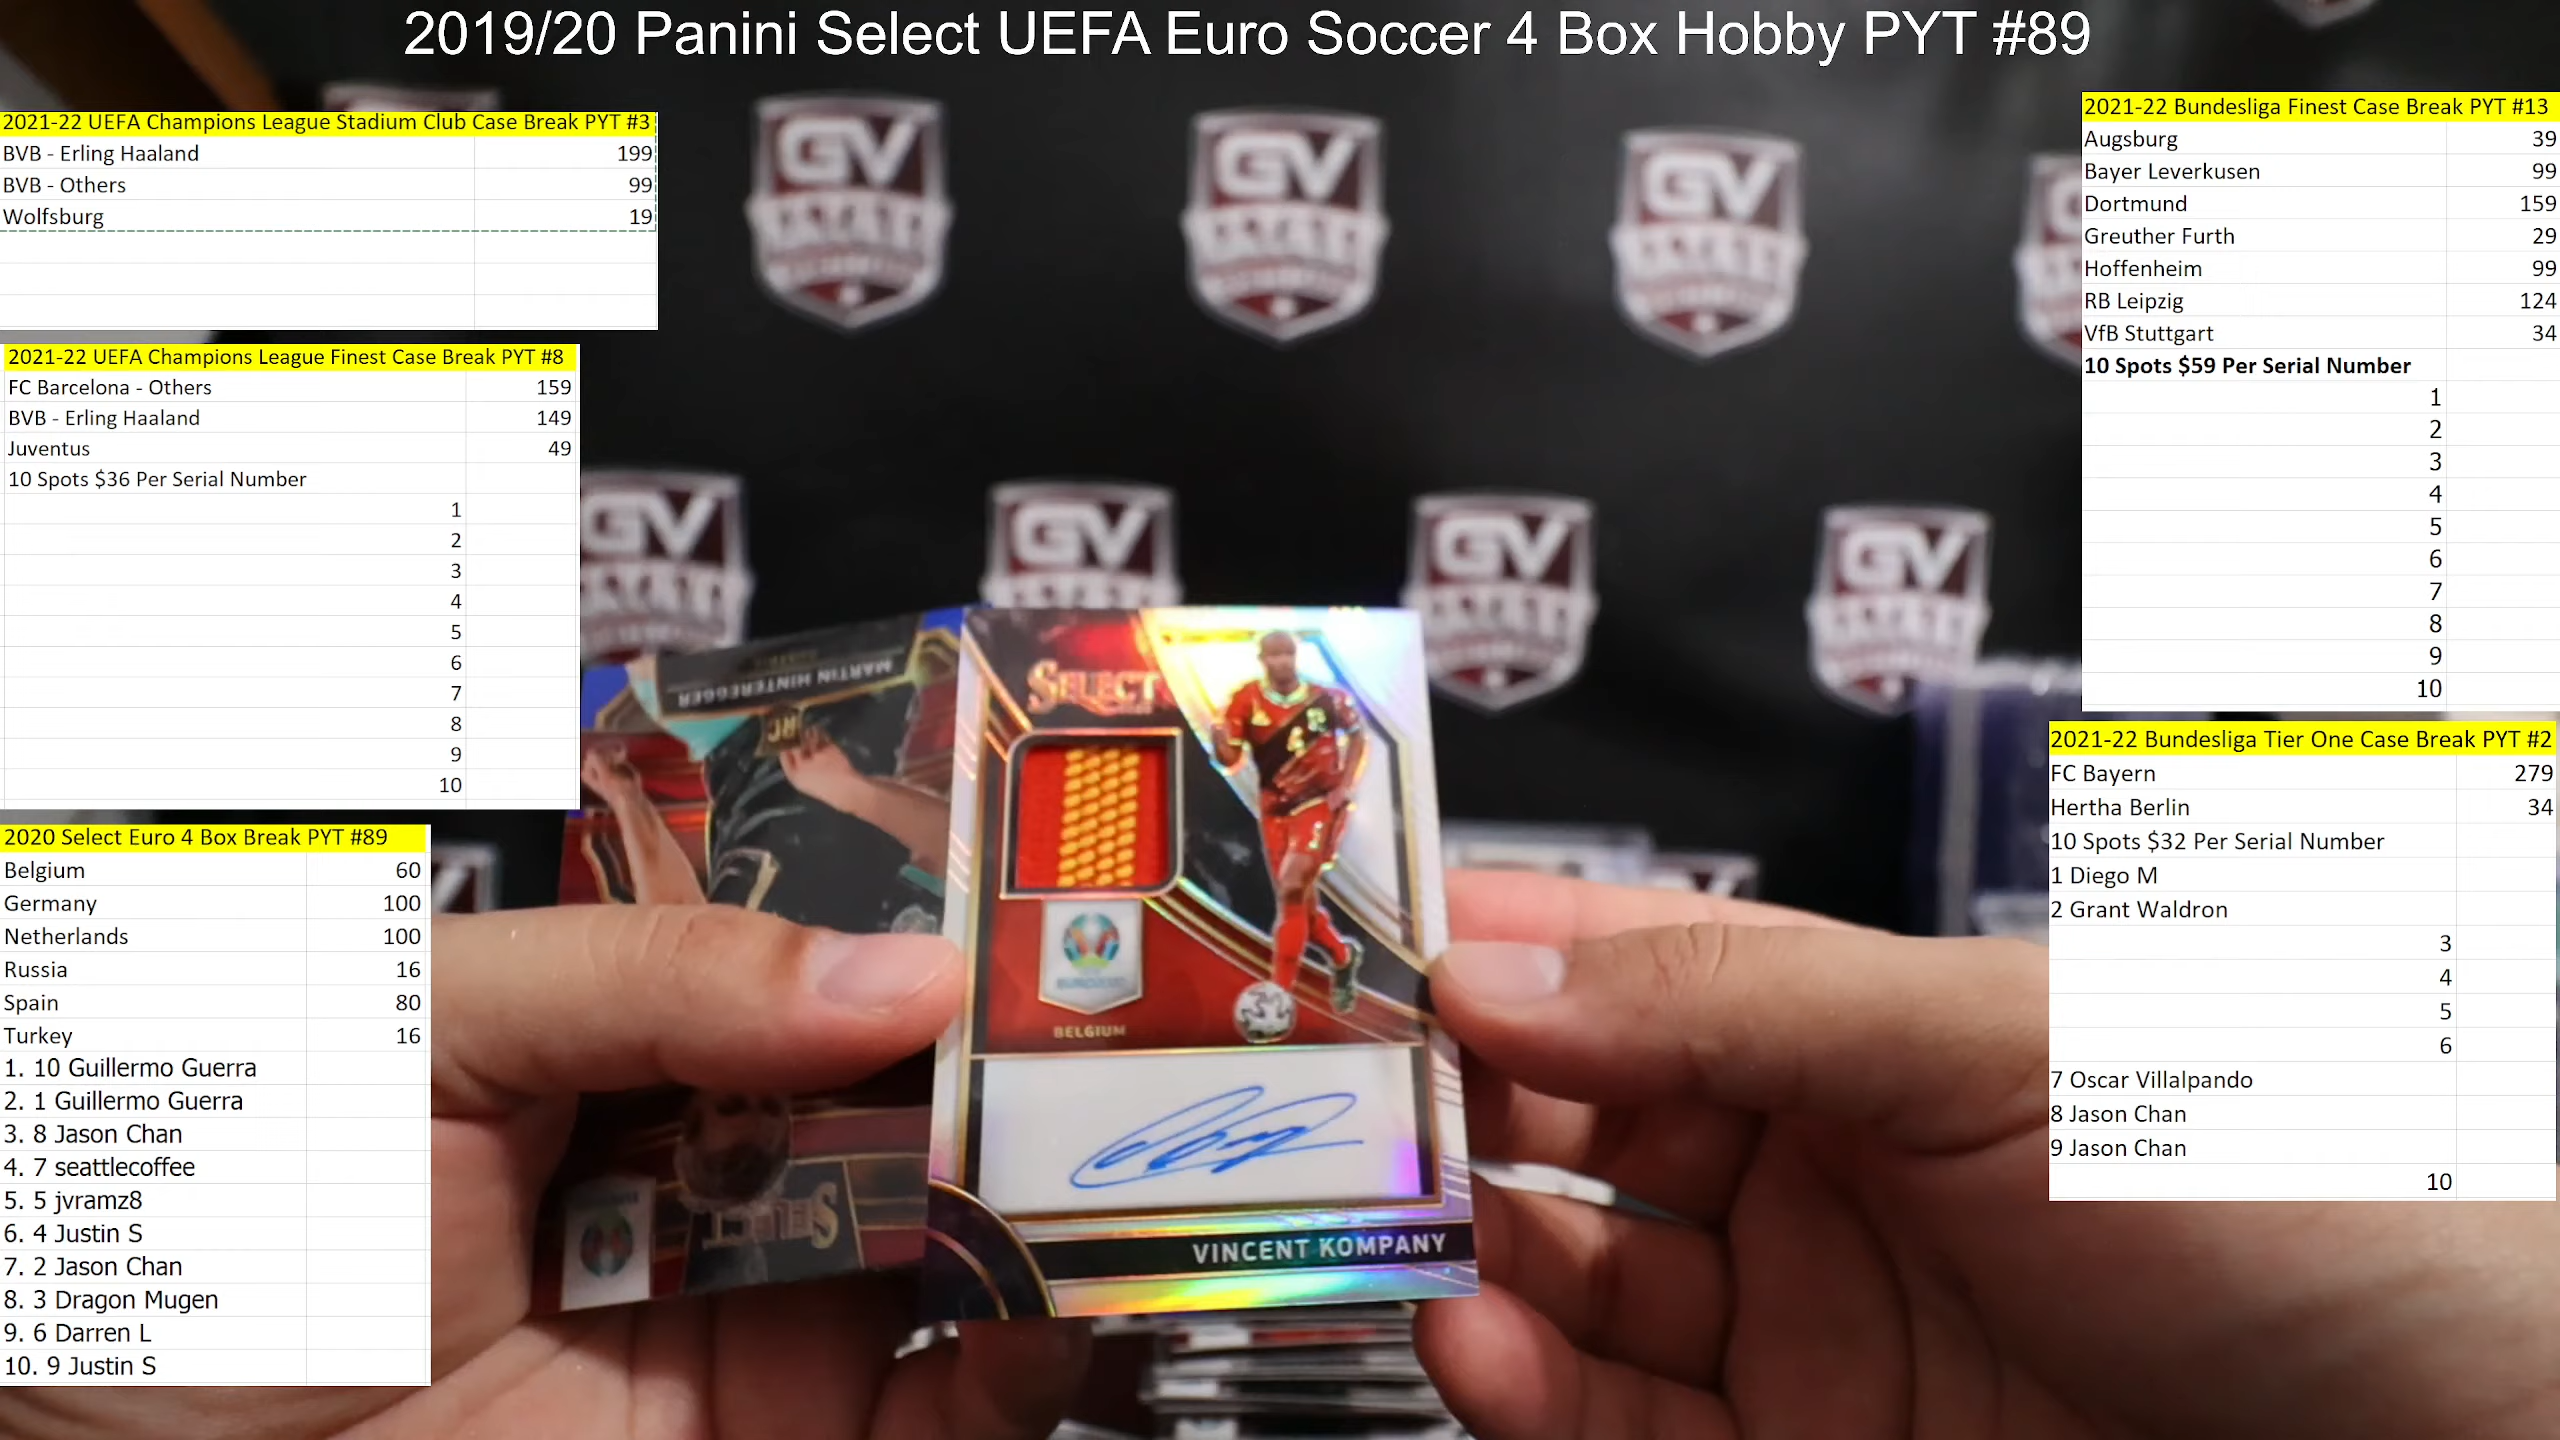 2019/20 Panini Select UEFA Euro Soccer 4 Box Hobby PYT #89
2021-22 UEFA Champions League Stadium Club Case Break PYT #3
BVB - Erling Haaland 199
BVB - Others 99
Wolfsburg 19
2021-22 UEFA Champions League Finest Case Break PYT #8
FC Barcelona - Others 159
BVB - Erling Haaland 149
Juventus 49
10 Spots $36 Per Serial Number
1
2
3
4
5
6
7
8
9
10
2020 Select Euro 4 Box Break PYT #89
Belgium 60
Germany 100
Netherlands 100
Russia 16
Spain 80
Turkey 16
1. 10 Guillermo Guerra
2. 1 Guillermo Guerra
3. 8 Jason Chan
4. 7 seattlecoffee
5. 5 jvramz8
6. 4 Justin S
7. 2 Jason Chan
8. 3 Dragon Mugen
9. 6 Darren L
10. 9 Justin S
GV
GV
GV
GV
GV
GV
GV
MARTIN HINTEREGGER
RC
SELECT
SELECT
4
EURO2020
BELGIUM
VINCENT KOMPANY
2021-22 Bundesliga Finest Case Break PYT #13
Augsburg 39
Bayer Leverkusen 99
Dortmund 159
Greuther Furth 29
Hoffenheim 99
RB Leipzig 124
VfB Stuttgart 34
10 Spots $59 Per Serial Number
1
2
3
4
5
6
7
8
9
10
2021-22 Bundesliga Tier One Case Break PYT #2
FC Bayern 279
Hertha Berlin 34
10 Spots $32 Per Serial Number
1 Diego M
2 Grant Waldron
3
4
5
6
7 Oscar Villalpando
8 Jason Chan
9 Jason Chan
10